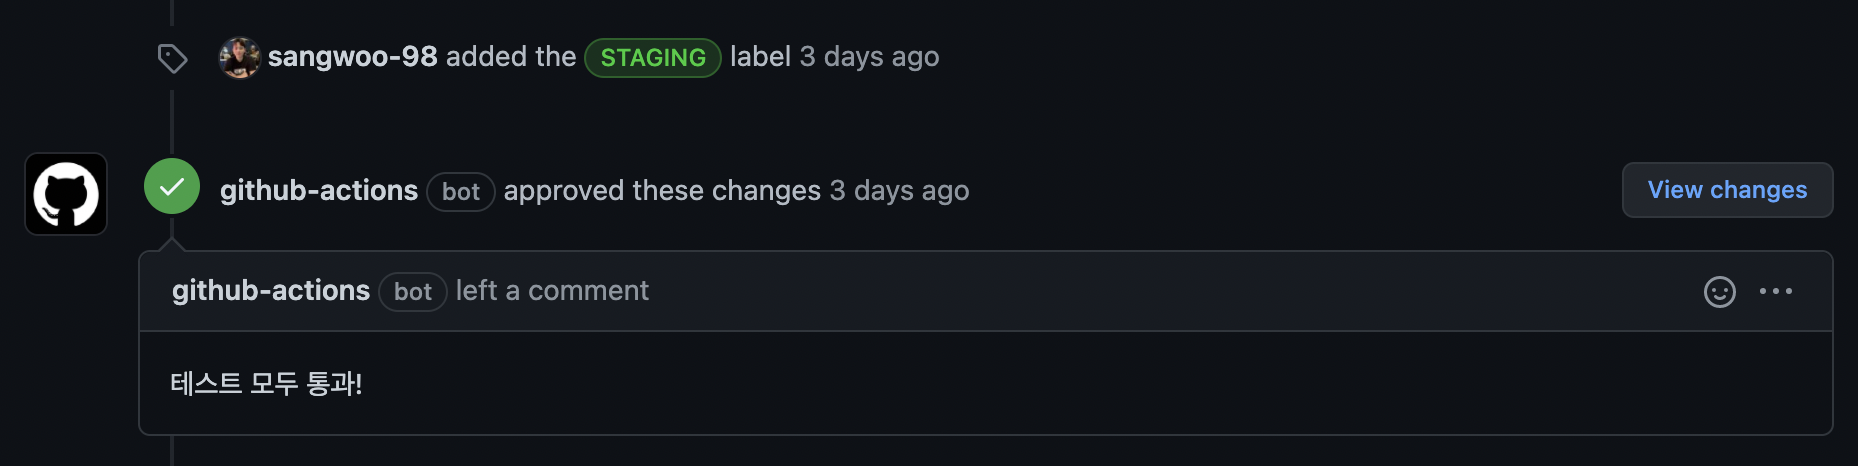 sangwoo-98 added the STAGING label 3 days ago
github-actions bot approved these changes 3 days ago
View changes
github-actions bot left a comment
테스트 모두 통과!